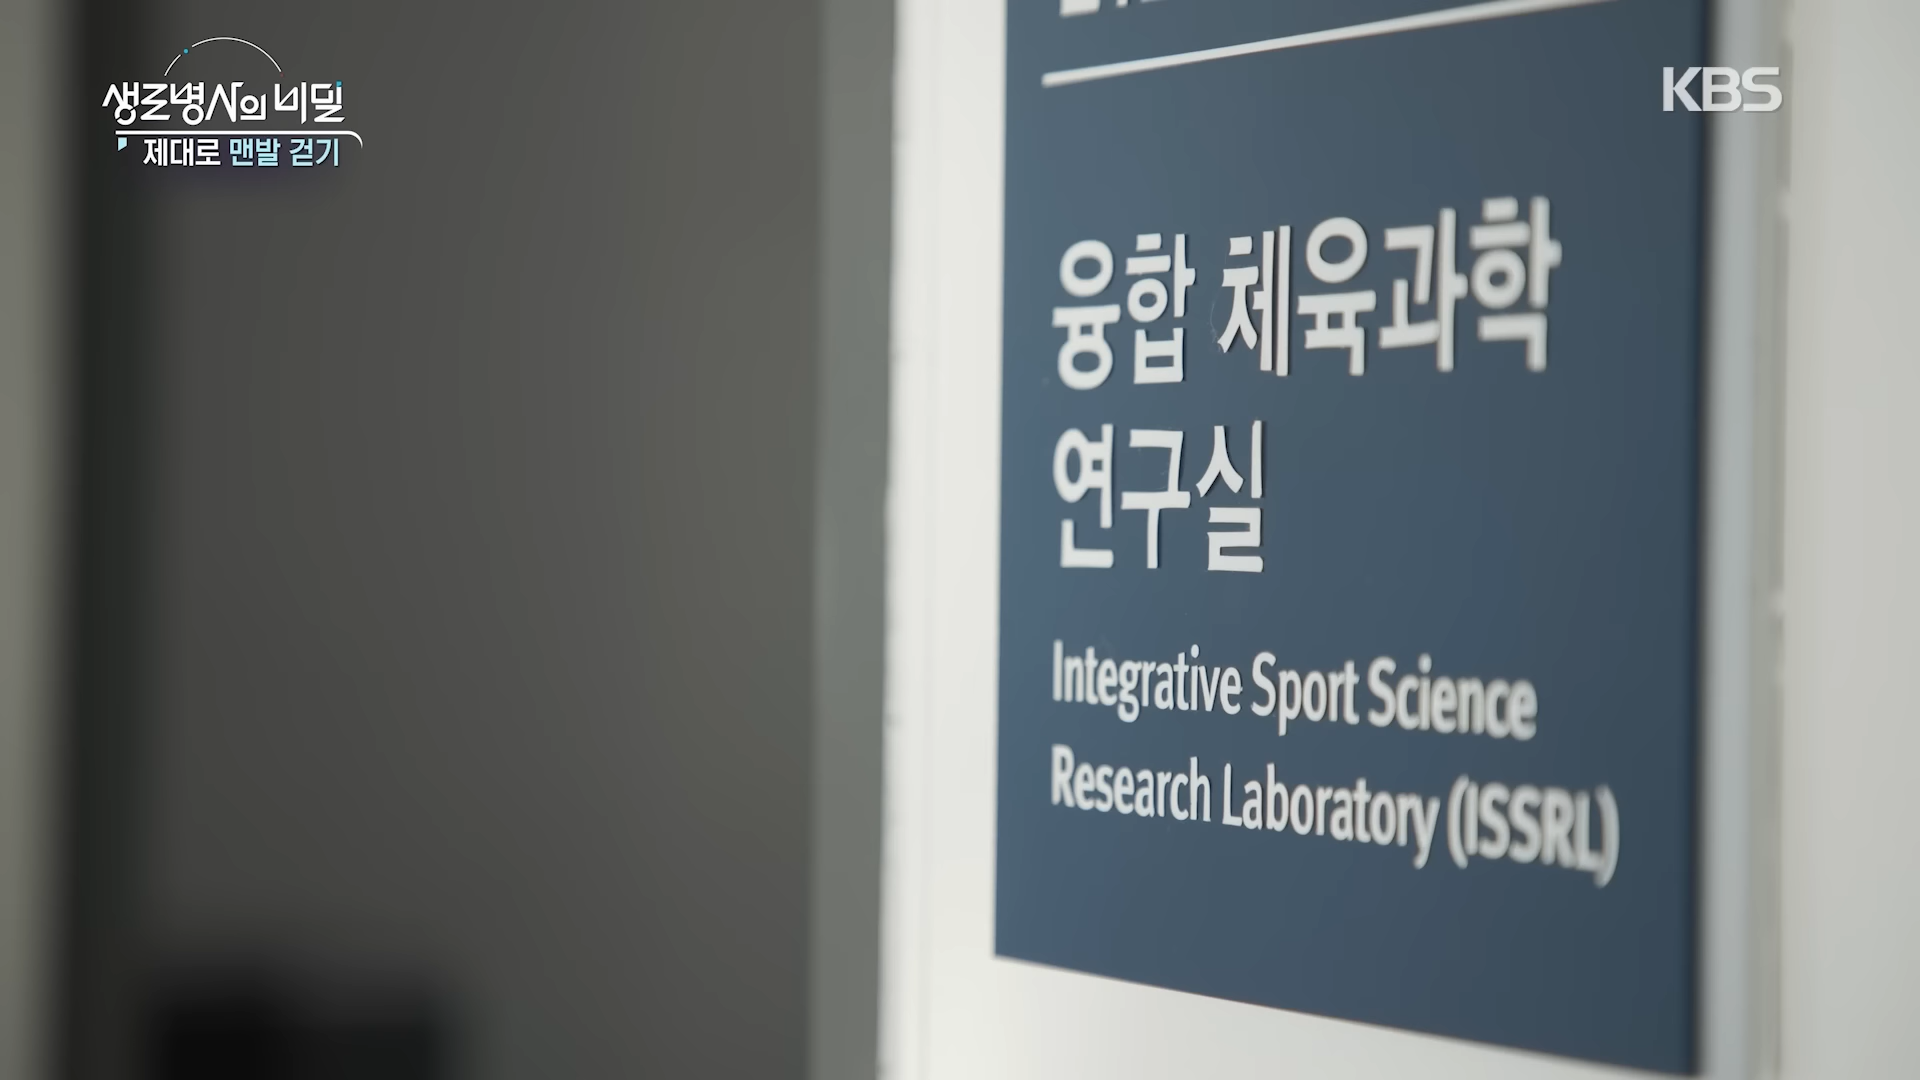 생로병사의 비밀
제대로 맨발 걷기
KBS
융합 체육과학
연구실
Integrative Sport Science
Research Laboratory (ISSRL)